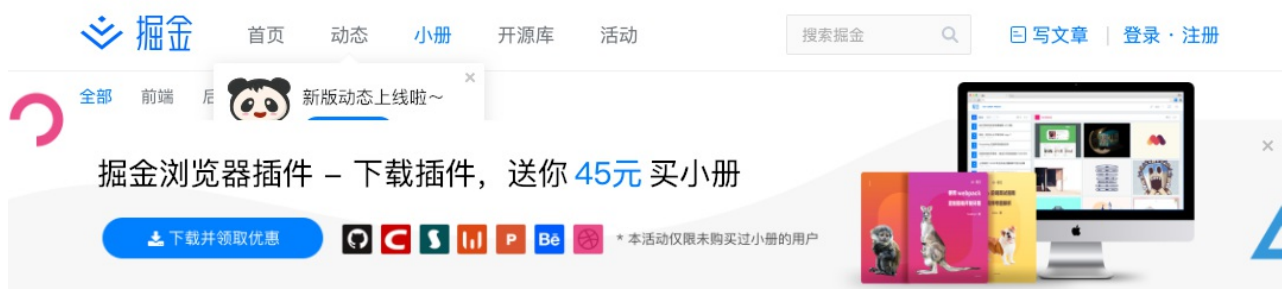 掘金 首页 动态 小册 开源库 活动 搜索掘金 写文章 登录 · 注册
全部 前端
新版动态上线啦～
掘金浏览器插件 – 下载插件，送你 45元 买小册
下载并领取优惠 P Bē * 本活动仅限未购买过小册的用户